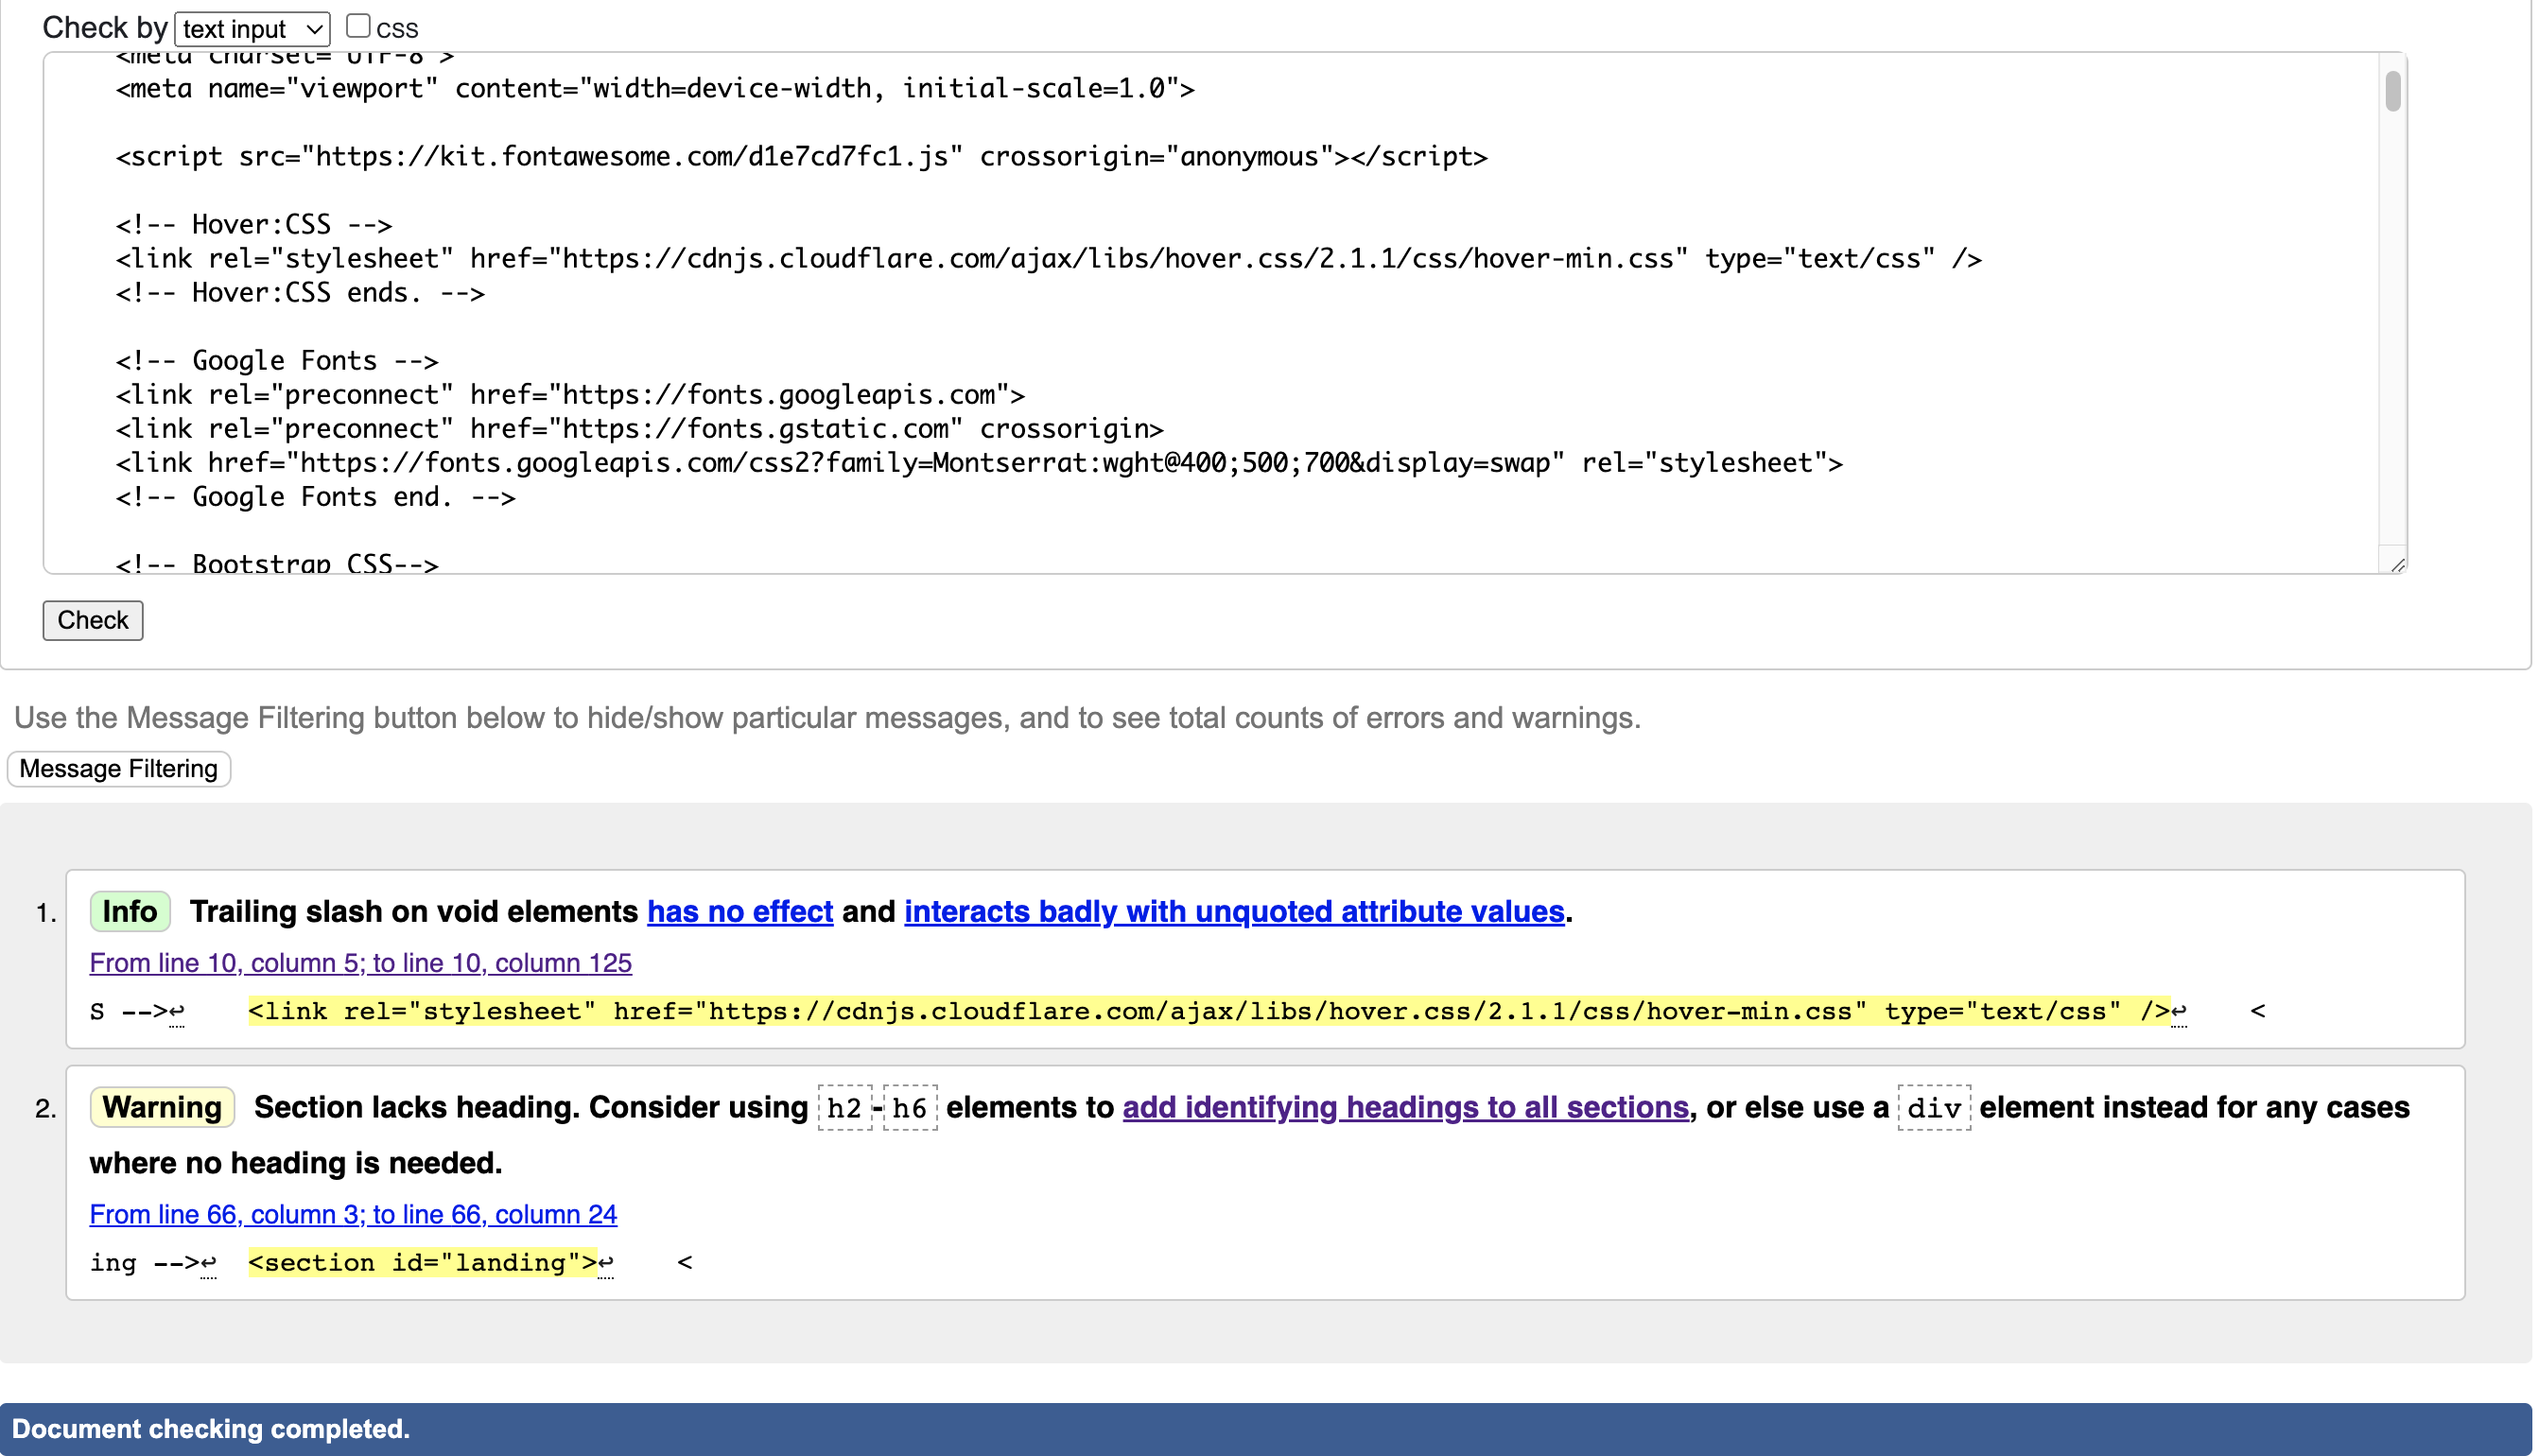 Check by text input css
<meta charset="UTF-8">
<meta name="viewport" content="width=device-width, initial-scale=1.0">
<script src="https://kit.fontawesome.com/d1e7cd7fc1.js" crossorigin="anonymous"></script>
<!-- Hover:CSS -->
<link rel="stylesheet" href="https://cdnjs.cloudflare.com/ajax/libs/hover.css/2.1.1/css/hover-min.css" type="text/css" />
<!-- Hover:CSS ends. -->
<!-- Google Fonts -->
<link rel="preconnect" href="https://fonts.googleapis.com">
<link rel="preconnect" href="https://fonts.gstatic.com" crossorigin>
<link href="https://fonts.googleapis.com/css2?family=Montserrat:wght@400;500;700&display=swap" rel="stylesheet">
<!-- Google Fonts end. -->
<!-- Bootstrap CSS-->
Check
Use the Message Filtering button below to hide/show particular messages, and to see total counts of errors and warnings.
Message Filtering
1. Info Trailing slash on void elements has no effect and interacts badly with unquoted attribute values.
From line 10, column 5; to line 10, column 125
S -->↩ <link rel="stylesheet" href="https://cdnjs.cloudflare.com/ajax/libs/hover.css/2.1.1/css/hover-min.css" type="text/css" />↩ <
2. Warning Section lacks heading. Consider using h2-h6 elements to add identifying headings to all sections, or else use a div element instead for any cases
where no heading is needed.
From line 66, column 3; to line 66, column 24
ing -->↩ <section id="landing">↩ <
Document checking completed.